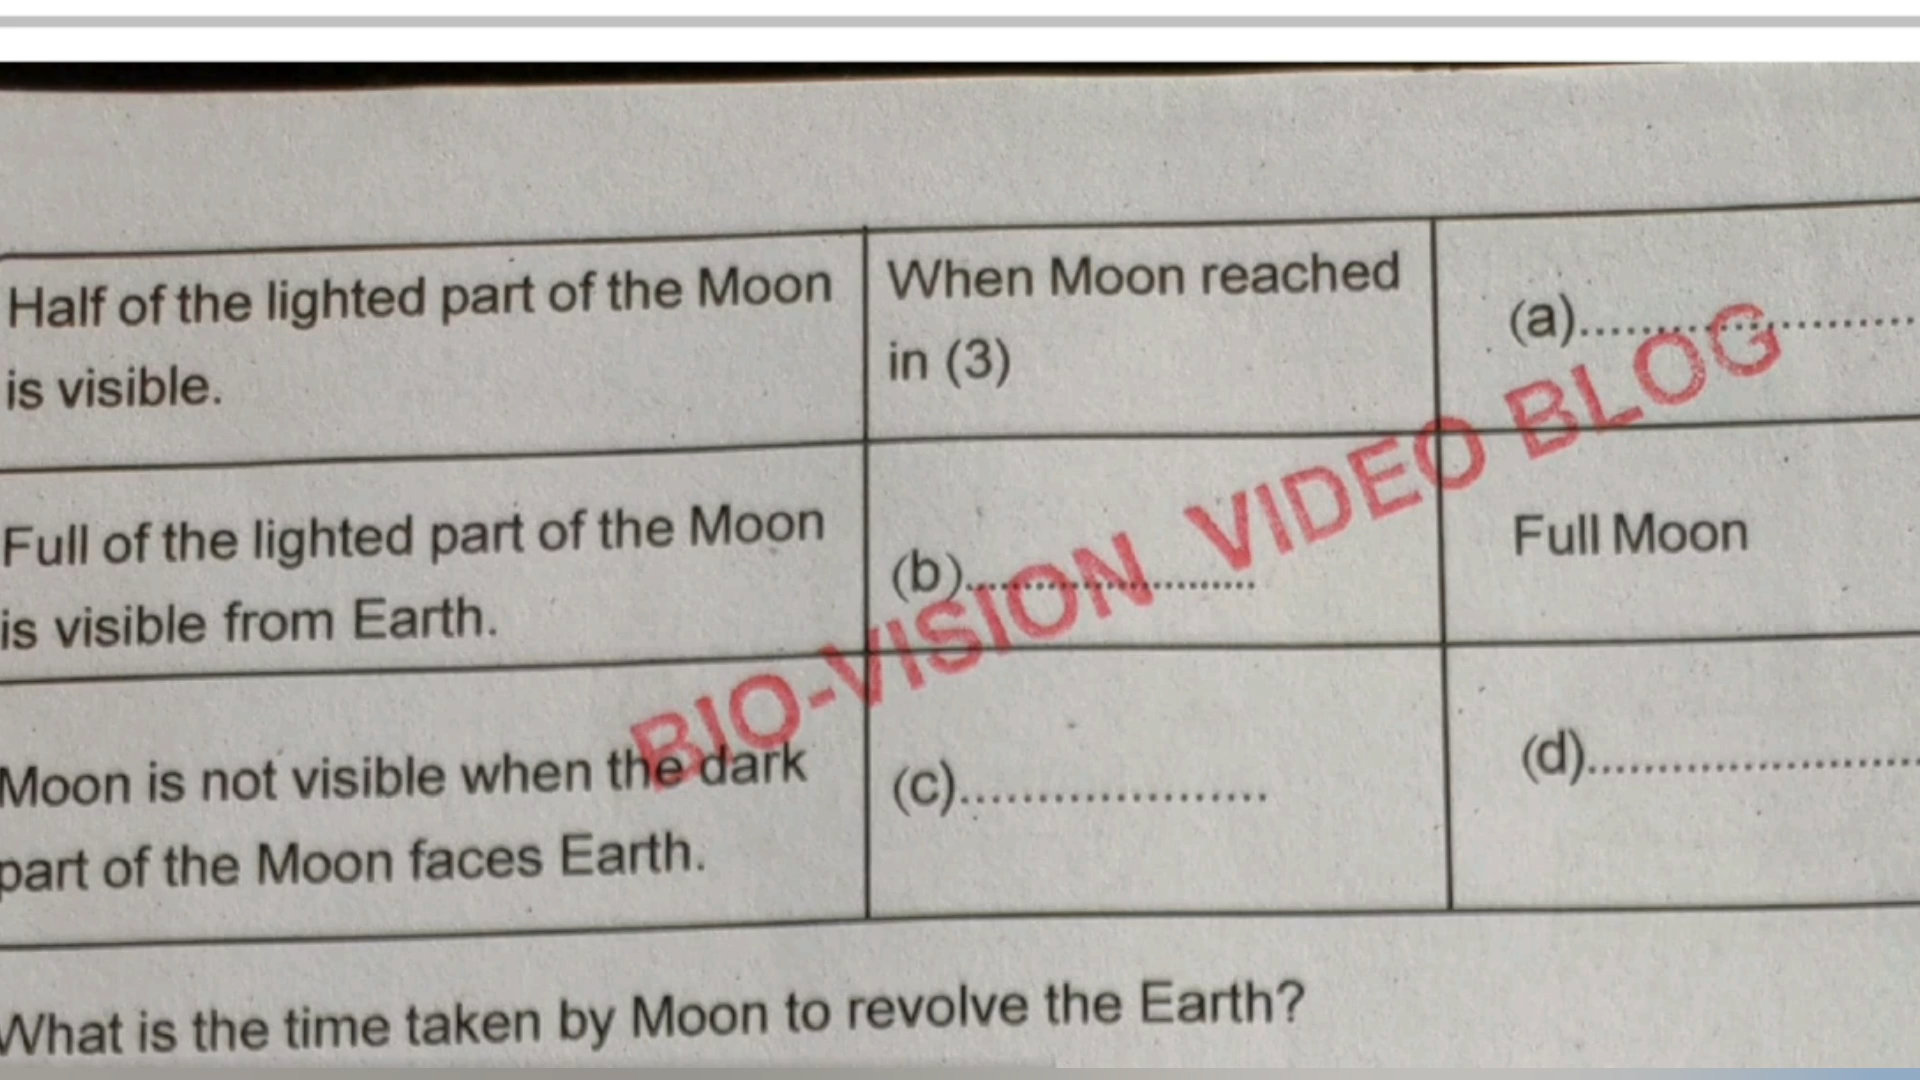 Half of the lighted part of the Moon
is visible.
When Moon reached
in (3)
(a)......................
Full of the lighted part of the Moon
is visible from Earth.
(b)......................
Full Moon
Moon is not visible when the dark
part of the Moon faces Earth.
(c)......................
(d)......................
BIO-VISION VIDEO BLOG
What is the time taken by Moon to revolve the Earth?